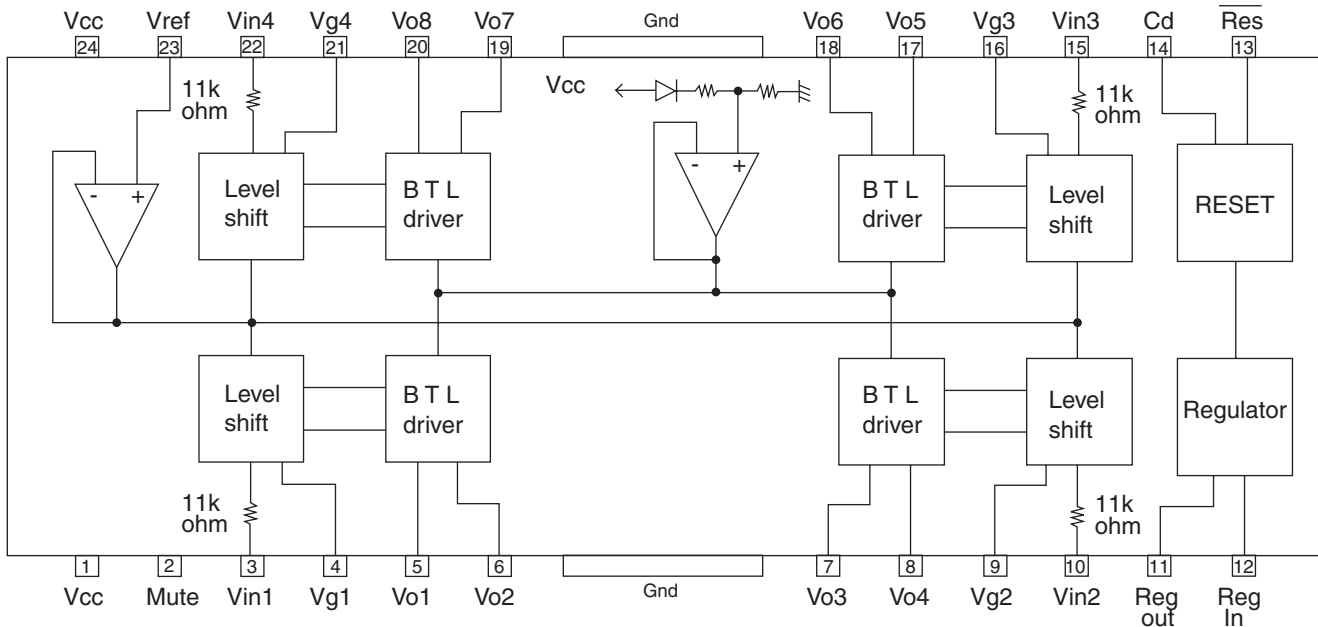 Vcc Vref Vin4 Vg4 Vo8 Vo7 Gnd Vo6 Vo5 Vg3 Vin3 Cd Res
24 23 22 21 20 19 18 17 16 15 14 13
11k
ohm
Vcc
11k
ohm
- +
Level
shift
B T L
driver
- +
B T L
driver
Level
shift
RESET
Level
shift
B T L
driver
B T L
driver
Level
shift
Regulator
11k
ohm
11k
ohm
1 2 3 4 5 6 7 8 9 10 11 12
Vcc Mute Vin1 Vg1 Vo1 Vo2 Gnd Vo3 Vo4 Vg2 Vin2 Reg
out
Reg
In